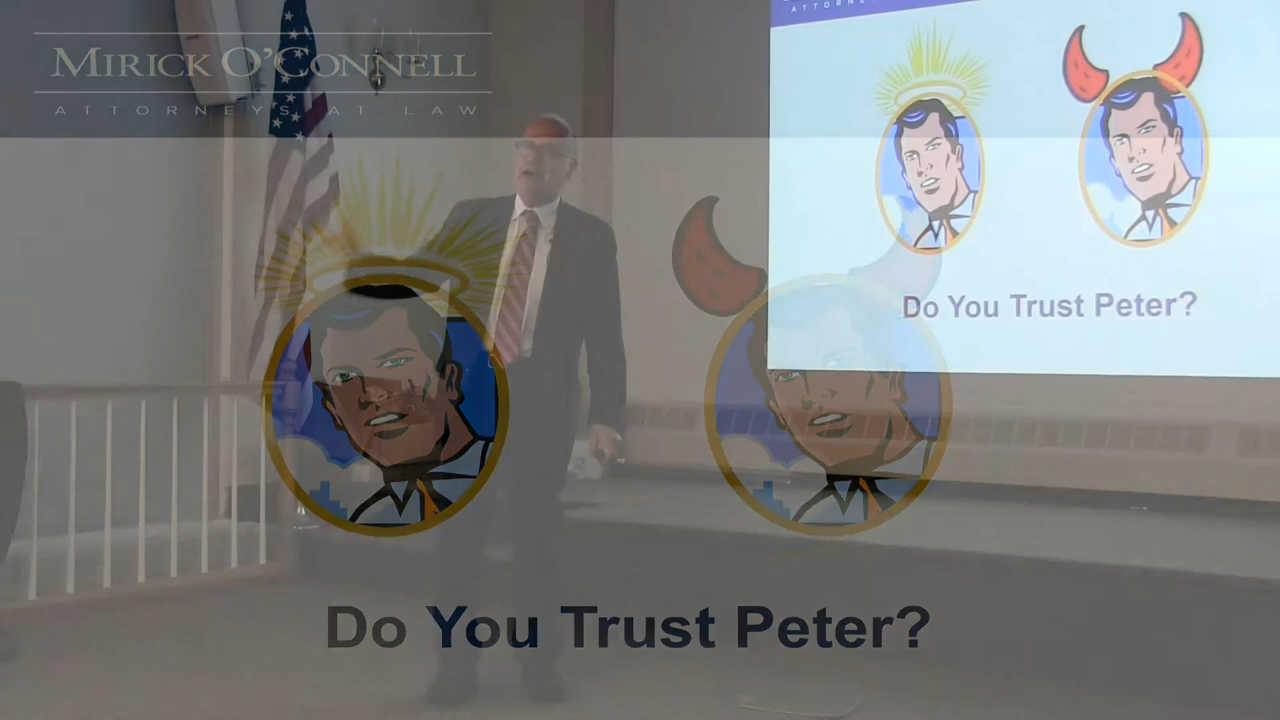 MIRICK O'CONNELL
ATTORNEYS AT LAW
Do You Trust Peter?
Do You Trust Peter?